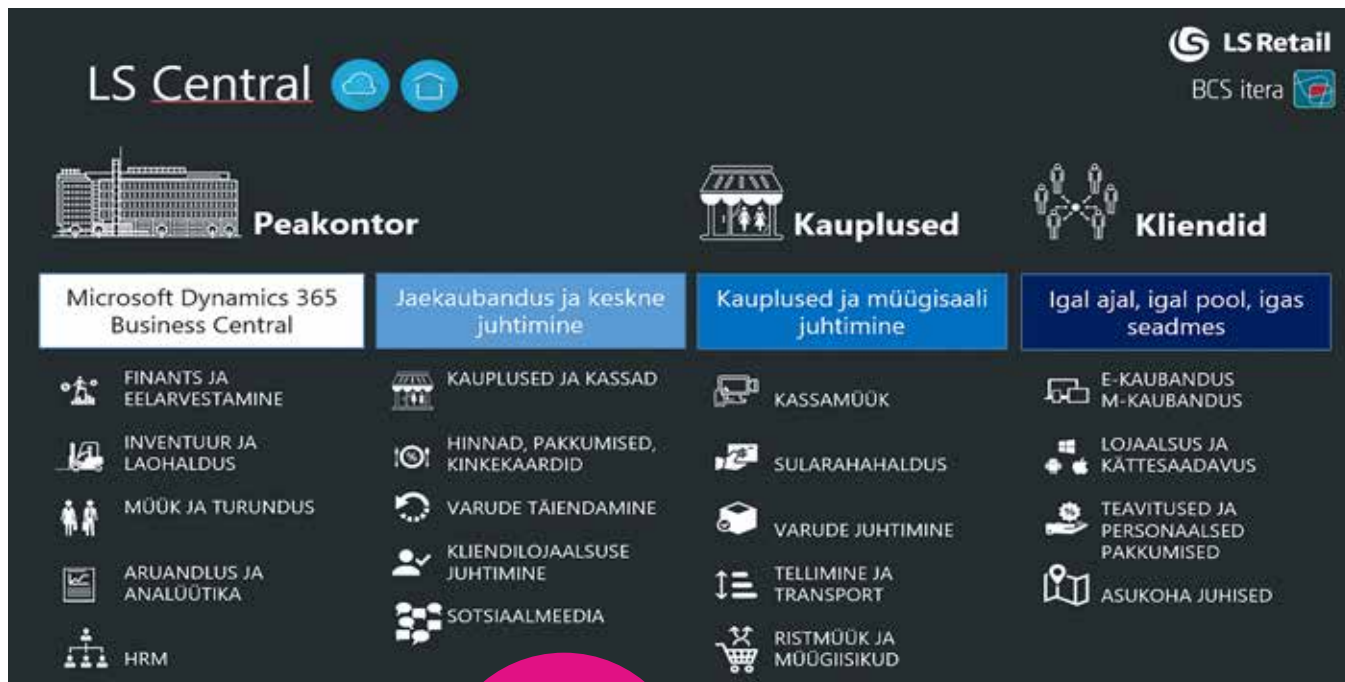 LS Central
LS Retail
BCS itera
Peakontor
Kauplused
Kliendid
Microsoft Dynamics 365
Business Central
FINANTS JA
EELARVESTAMINE
INVENTUUR JA
LAOHALDUS
MÜÜK JA TURUNDUS
ARUANDLUS JA
ANALÜÜTIKA
HRM
Jaekaubandus ja keskne
juhtimine
KAUPLUSED JA KASSAD
HINNAD, PAKKUMISED,
KINKEKAARDID
VARUDE TÄIENDAMINE
KLIENDILOJAALSUSE
JUHTIMINE
SOTSIAALMEEDIA
Kauplused ja müügisaali
juhtimine
KASSAMÜÜK
SULARAHAHALDUS
VARUDE JUHTIMINE
TELLIMINE JA
TRANSPORT
RISTMÜÜK JA
MÜÜGIISIKUD
Igal ajal, igal pool, igas
seadmes
E-KAUBANDUS
M-KAUBANDUS
LOJAALSUS JA
KÄTTESAADAVUS
TEAVITUSED JA
PERSONAALSED
PAKKUMISED
ASUKOHA JUHISED